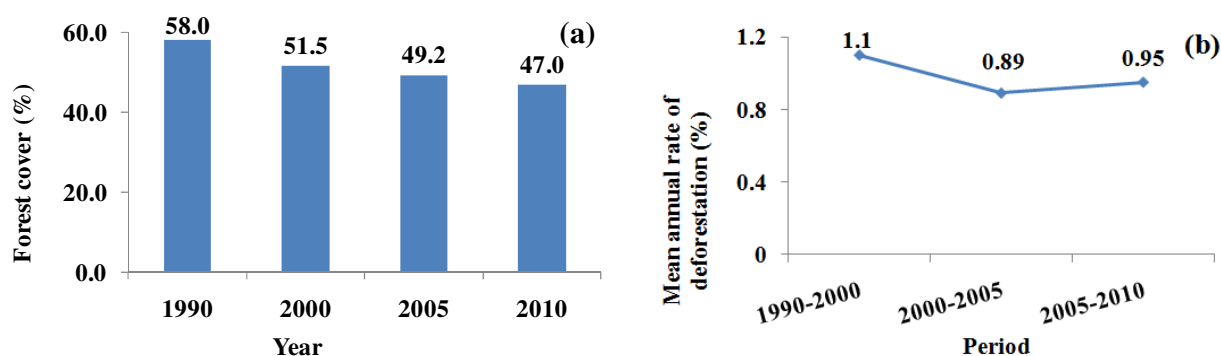 (a)
Forest cover (%)
60.0
40.0
20.0
0.0
58.0
51.5
49.2
47.0
1990 2000 2005 2010
Year
(b)
Mean annual rate of
deforestation (%)
1.2
0.8
0.4
0
1.1
0.89
0.95
1990-2000 2000-2005 2005-2010
Period